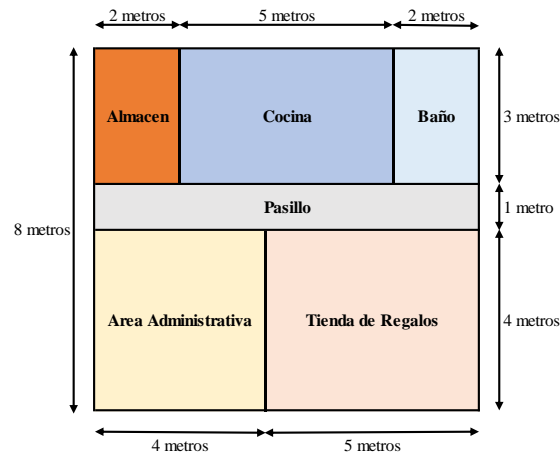 2 metros
5 metros
2 metros
Almacen
Cocina
Baño
3 metros
Pasillo
1 metro
8 metros
Area Administrativa
Tienda de Regalos
4 metros
4 metros
5 metros